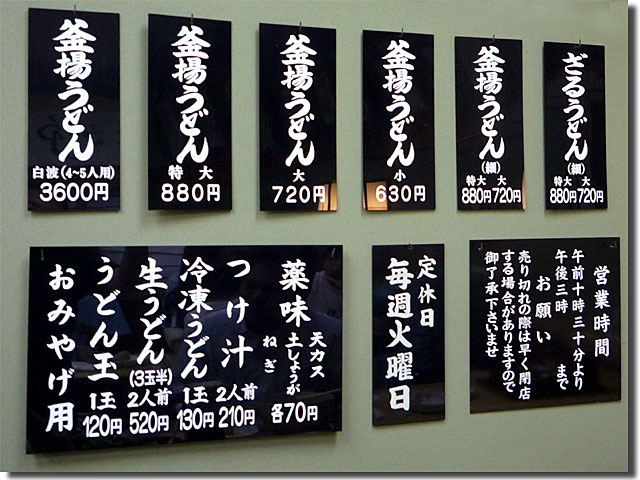 釜揚うどん
白波(4〜5人用)
3600円
釜揚うどん
特大
880円
釜揚うどん
大
720円
釜揚うどん
小
630円
釜揚うどん
(細)
特大 大
880円 720円
ざるうどん
(細)
特大 大
880円 720円
薬味 天カス 土しょうが ねぎ 各70円
つけ汁 2人前 210円
冷凍うどん 1玉 130円
生うどん (3玉半) 2人前 520円
うどん玉 1玉 120円
おみやげ用
定休日
毎週火曜日
営業時間
午前十時三十分より
午後三時 まで
お願い
売り切れの際は早く閉店
する場合がありますので
御了承下さいませ